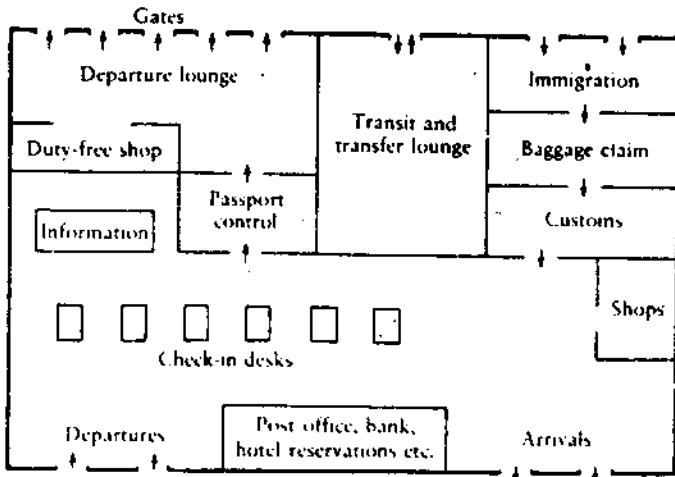 Gates
Departure lounge
Immigration
Transit and
transfer lounge
Duty-free shop
Baggage claim
Passport
control
Customs
Information
Shops
Check-in desks
Departures
Post office, bank,
hotel reservations etc.
Arrivals